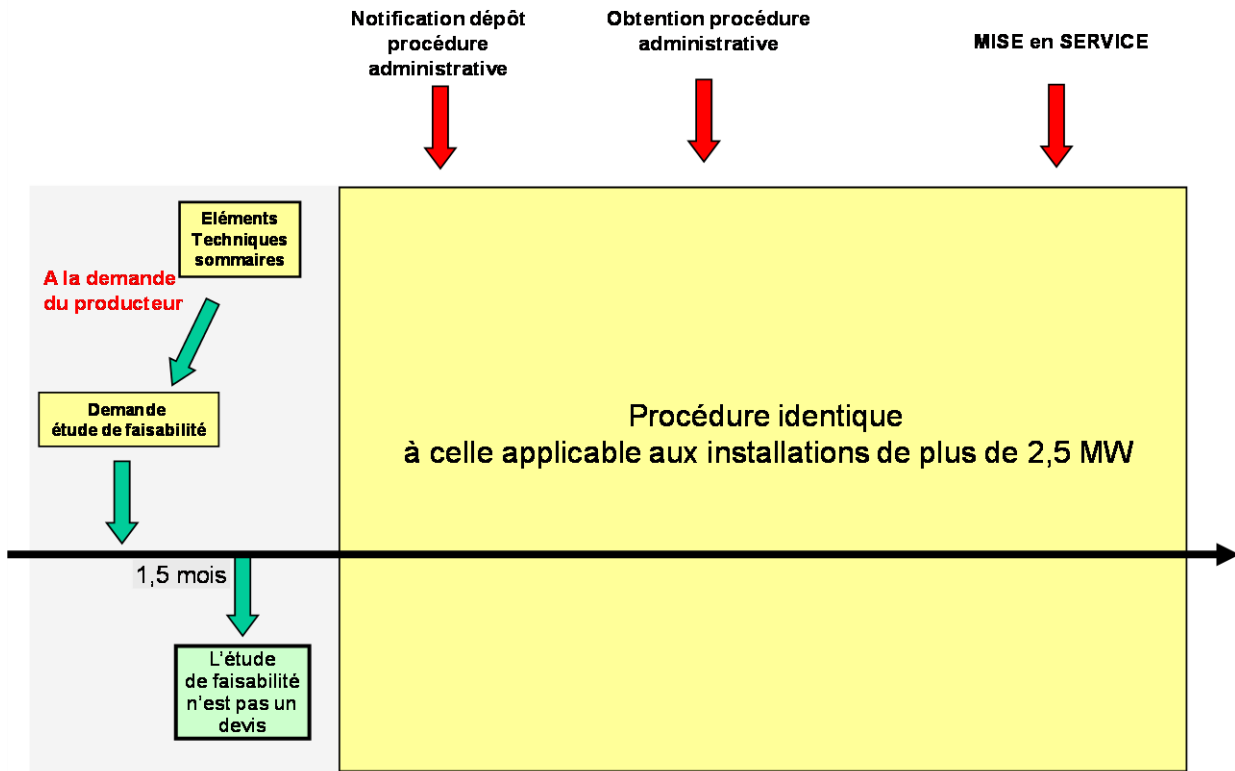 Notification dépôt
procédure
administrative
Obtention procédure
administrative
MISE en SERVICE
Eléments
Techniques
sommaires
A la demande
du producteur
Demande
étude de faisabilité
Procédure identique
à celle applicable aux installations de plus de 2,5 MW
1,5 mois
L'étude
de faisabilité
n'est pas un
devis